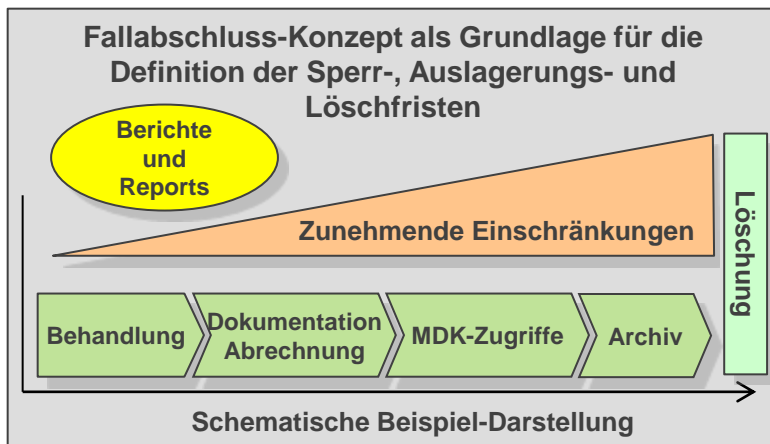 Fallabschluss-Konzept als Grundlage für die
Definition der Sperr-, Auslagerungs- und
Löschfristen
Berichte
und
Reports
Zunehmende Einschränkungen
Löschung
Behandlung
Dokumentation
Abrechnung
MDK-Zugriffe
Archiv
Schematische Beispiel-Darstellung